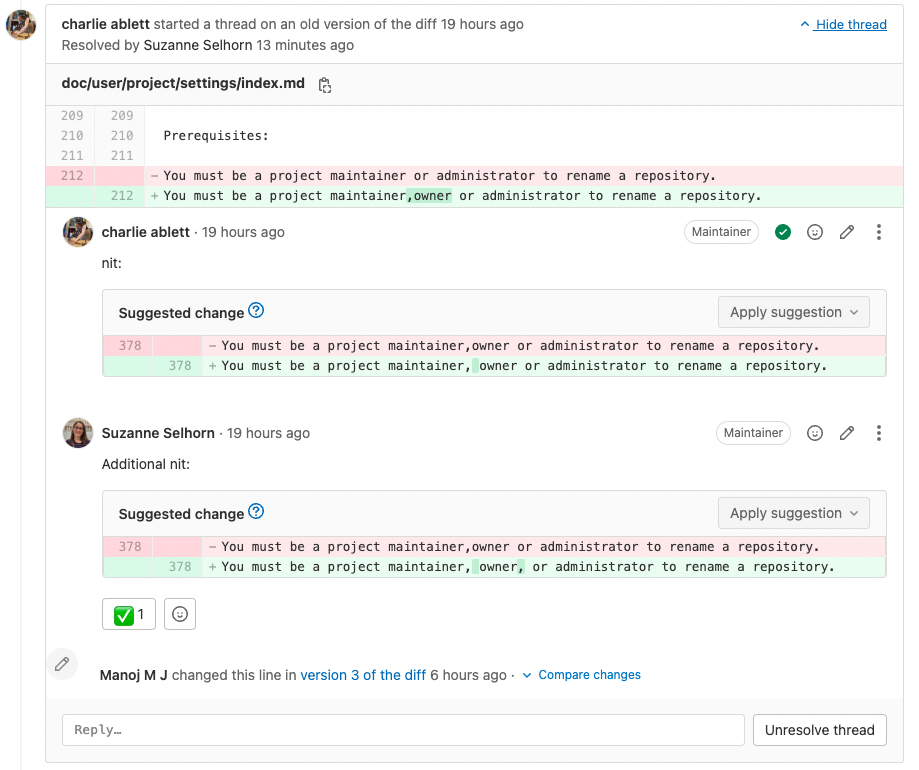 charlie ablett started a thread on an old version of the diff 19 hours ago
Hide thread
Resolved by Suzanne Selhorn 13 minutes ago
doc/user/project/settings/index.md
209 209
210 210 Prerequisites:
211 211
212 - You must be a project maintainer or administrator to rename a repository.
212 + You must be a project maintainer,owner or administrator to rename a repository.
charlie ablett · 19 hours ago
Maintainer
nit:
Suggested change
Apply suggestion
378 - You must be a project maintainer,owner or administrator to rename a repository.
378 + You must be a project maintainer, owner or administrator to rename a repository.
Suzanne Selhorn · 19 hours ago
Maintainer
Additional nit:
Suggested change
Apply suggestion
378 - You must be a project maintainer,owner or administrator to rename a repository.
378 + You must be a project maintainer, owner, or administrator to rename a repository.
1
Manoj M J changed this line in version 3 of the diff 6 hours ago · Compare changes
Reply…
Unresolve thread